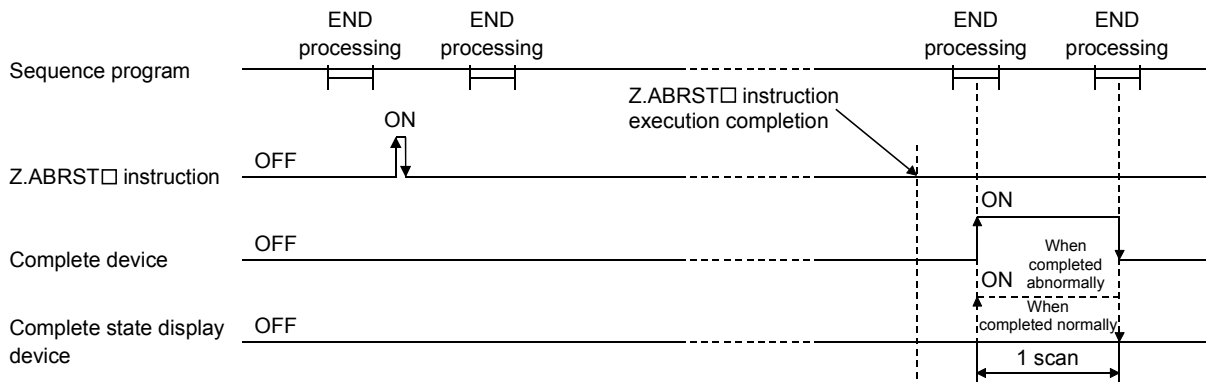 END processing
END processing
END processing
END processing
Sequence program
Z.ABRST□ instruction
execution completion
ON
OFF
Z.ABRST□ instruction
ON
OFF
Complete device
When
completed
abnormally
ON
When
completed normally
OFF
Complete state display
device
1 scan